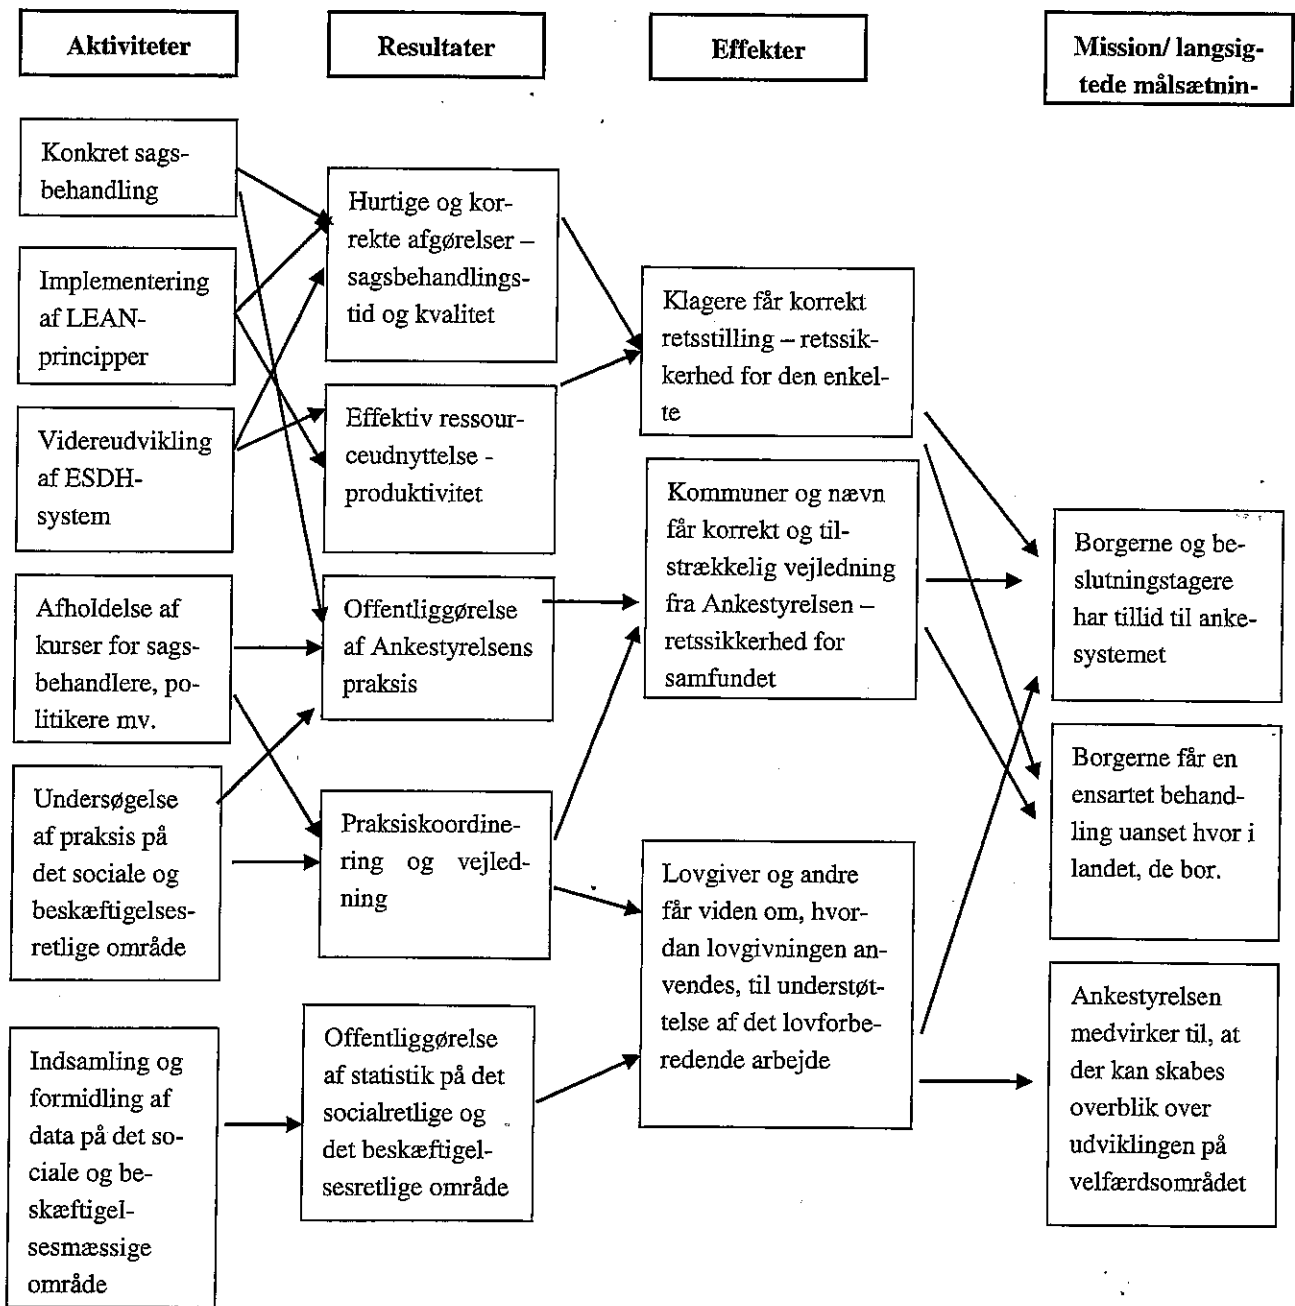 Aktiviteter
Resultater
Effekter
Mission/ langsig-
tede målsætnin-
Konkret sags-
behandling
Implementering
af LEAN-
principper
Videreudvikling
af ESDH-
system
Afholdelse af
kurser for sags-
behandlere, po-
litikere mv.
Undersøgelse
af praksis på
det sociale og
beskæftigelses-
retlige område
Indsamling og
formidling af
data på det so-
ciale og be-
skæftigel-
sesmæssige
område
Hurtige og kor-
rekte afgørelser –
sagsbehandlings-
tid og kvalitet
Effektiv ressour-
ceudnyttelse -
produktivitet
Offentliggørelse
af Ankestyrelsens
praksis
Praksiskoordine-
ring og vejled-
ning
Offentliggørelse
af statistik på det
socialretlige og
det beskæftigel-
sesretlige område
Klagere får korrekt
retsstilling – retssik-
kerhed for den enkel-
te
Kommuner og nævn
får korrekt og til-
strækkelig vejledning
fra Ankestyrelsen –
retssikkerhed for
samfundet
Lovgiver og andre
får viden om, hvor-
dan lovgivningen an-
vendes, til understøt-
telse af det lovforbe-
redende arbejde
Borgerne og be-
slutningstagere
har tillid til anke-
systemet
Borgerne får en
ensartet behand-
ling uanset hvor i
landet, de bor.
Ankestyrelsen
medvirker til, at
der kan skabes
overblik over
udviklingen på
velfærdsområdet